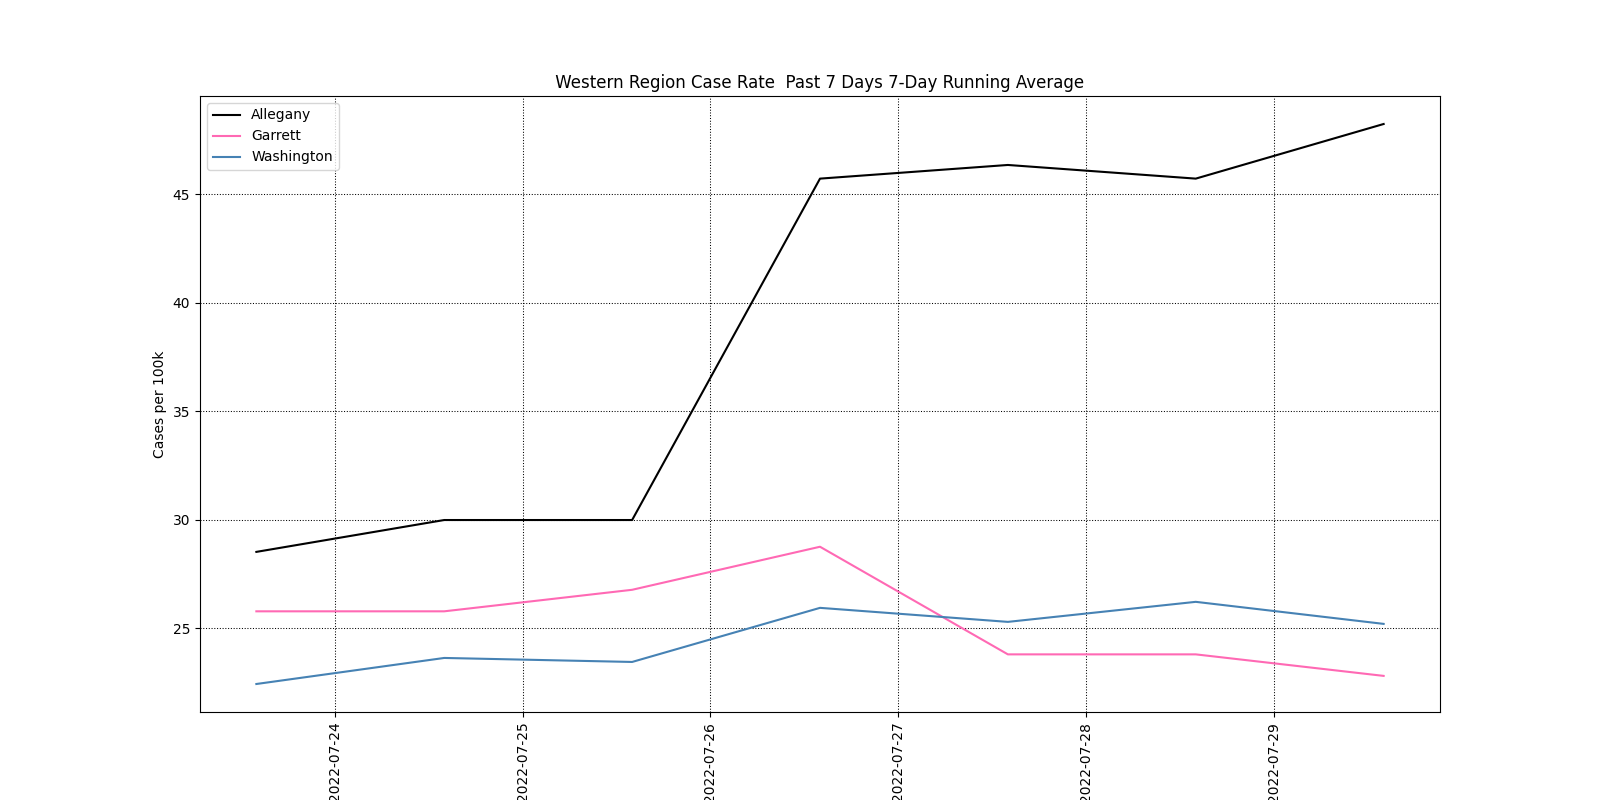 Western Region Case Rate  Past 7 Days 7-Day Running Average
Allegany
Garrett
Washington
Cases per 100k
45
40
35
30
25
2022-07-24
2022-07-25
2022-07-26
2022-07-27
2022-07-28
2022-07-29